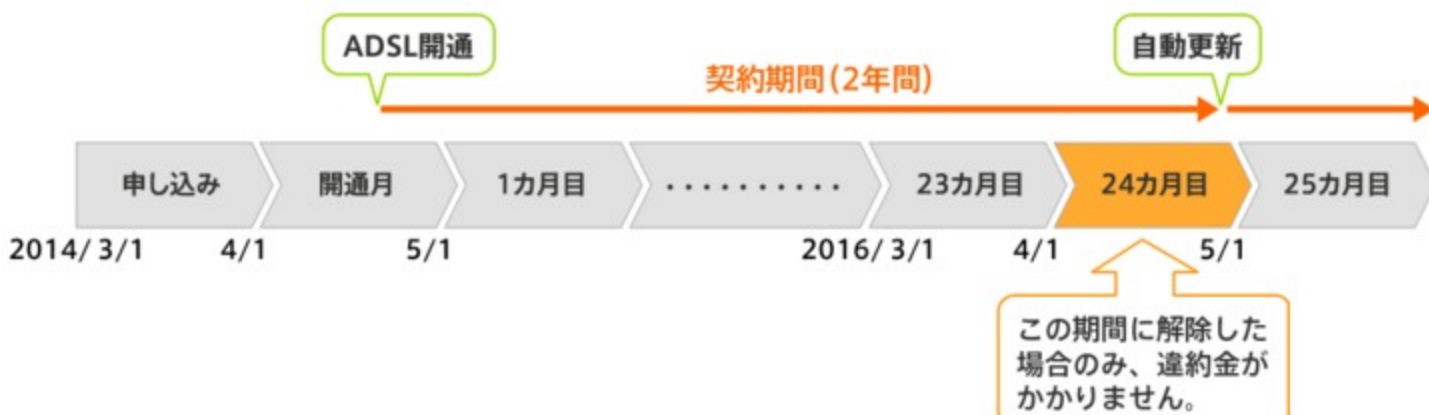 ADSL開通
自動更新
契約期間(2年間)
申し込み
開通月
1カ月目
・・・・・・・・・・
23カ月目
24カ月目
25カ月目
2014/ 3/1
4/1
5/1
2016/ 3/1
4/1
5/1
この期間に解除した
場合のみ、違約金が
かかりません。